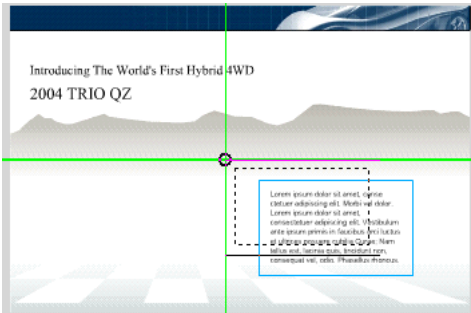 Introducing The World's First Hybrid 4WD
2004 TRIO QZ
Lorem ipsum dolor sit amet, conse
ctetuer adipiscing elit. Morbi vel dolor.
Lorem ipsum dolor sit amet,
consectetuer adipiscing elit. Vestibulum
ante ipsum primis in faucibus orci luctus
et ultrices posuere cubilia Curae; Nam
tellus est, lacinia quis, tincidunt non,
consequat vel, odio. Phasellus rhoncus.